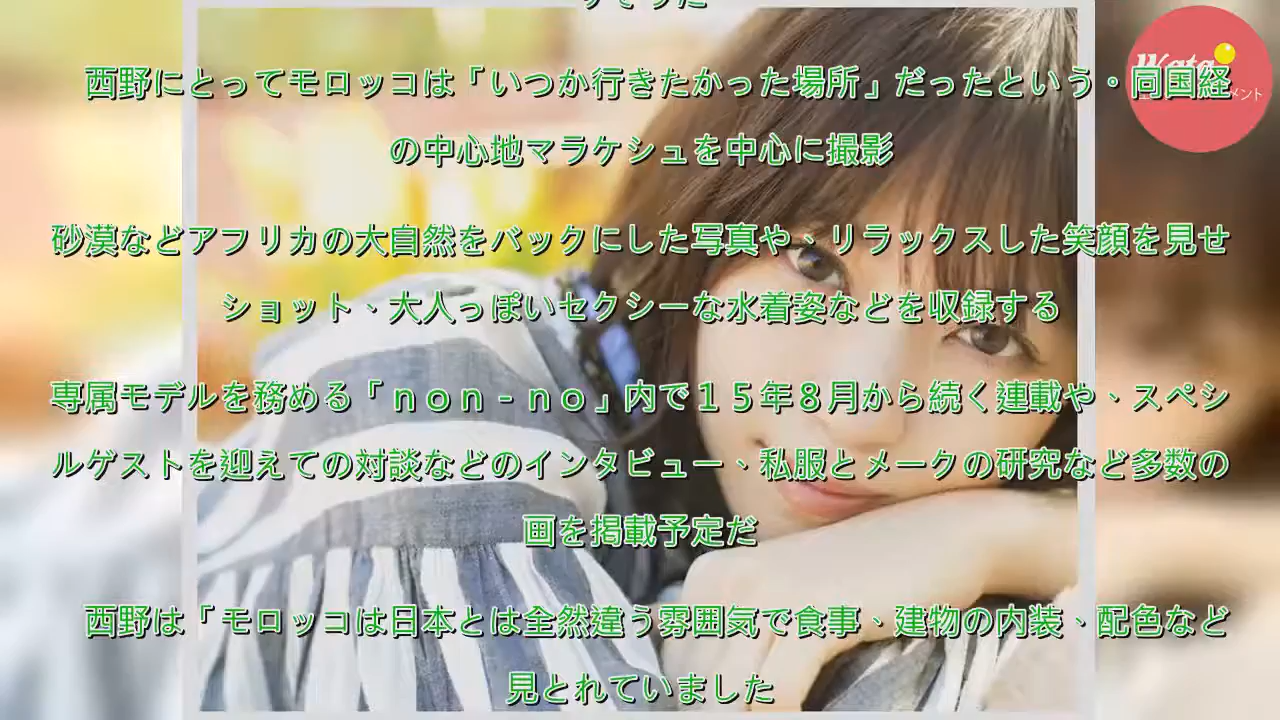 西野にとってモロッコは「いつか行きたかった場所」だったという・同国経
の中心地マラケシュを中心に撮影
砂漠などアフリカの大自然をバックにした写真や、リラックスした笑顔を見せ
ショット、大人っぽいセクシーな水着姿などを収録する
専属モデルを務める「ｎｏｎ－ｎｏ」内で１５年８月から続く連載や、スペシ
ルゲストを迎えての対談などのインタビュー、私服とメークの研究など多数の
画を掲載予定だ
西野は「モロッコは日本とは全然違う雰囲気で食事、建物の内装、配色など
見とれていました